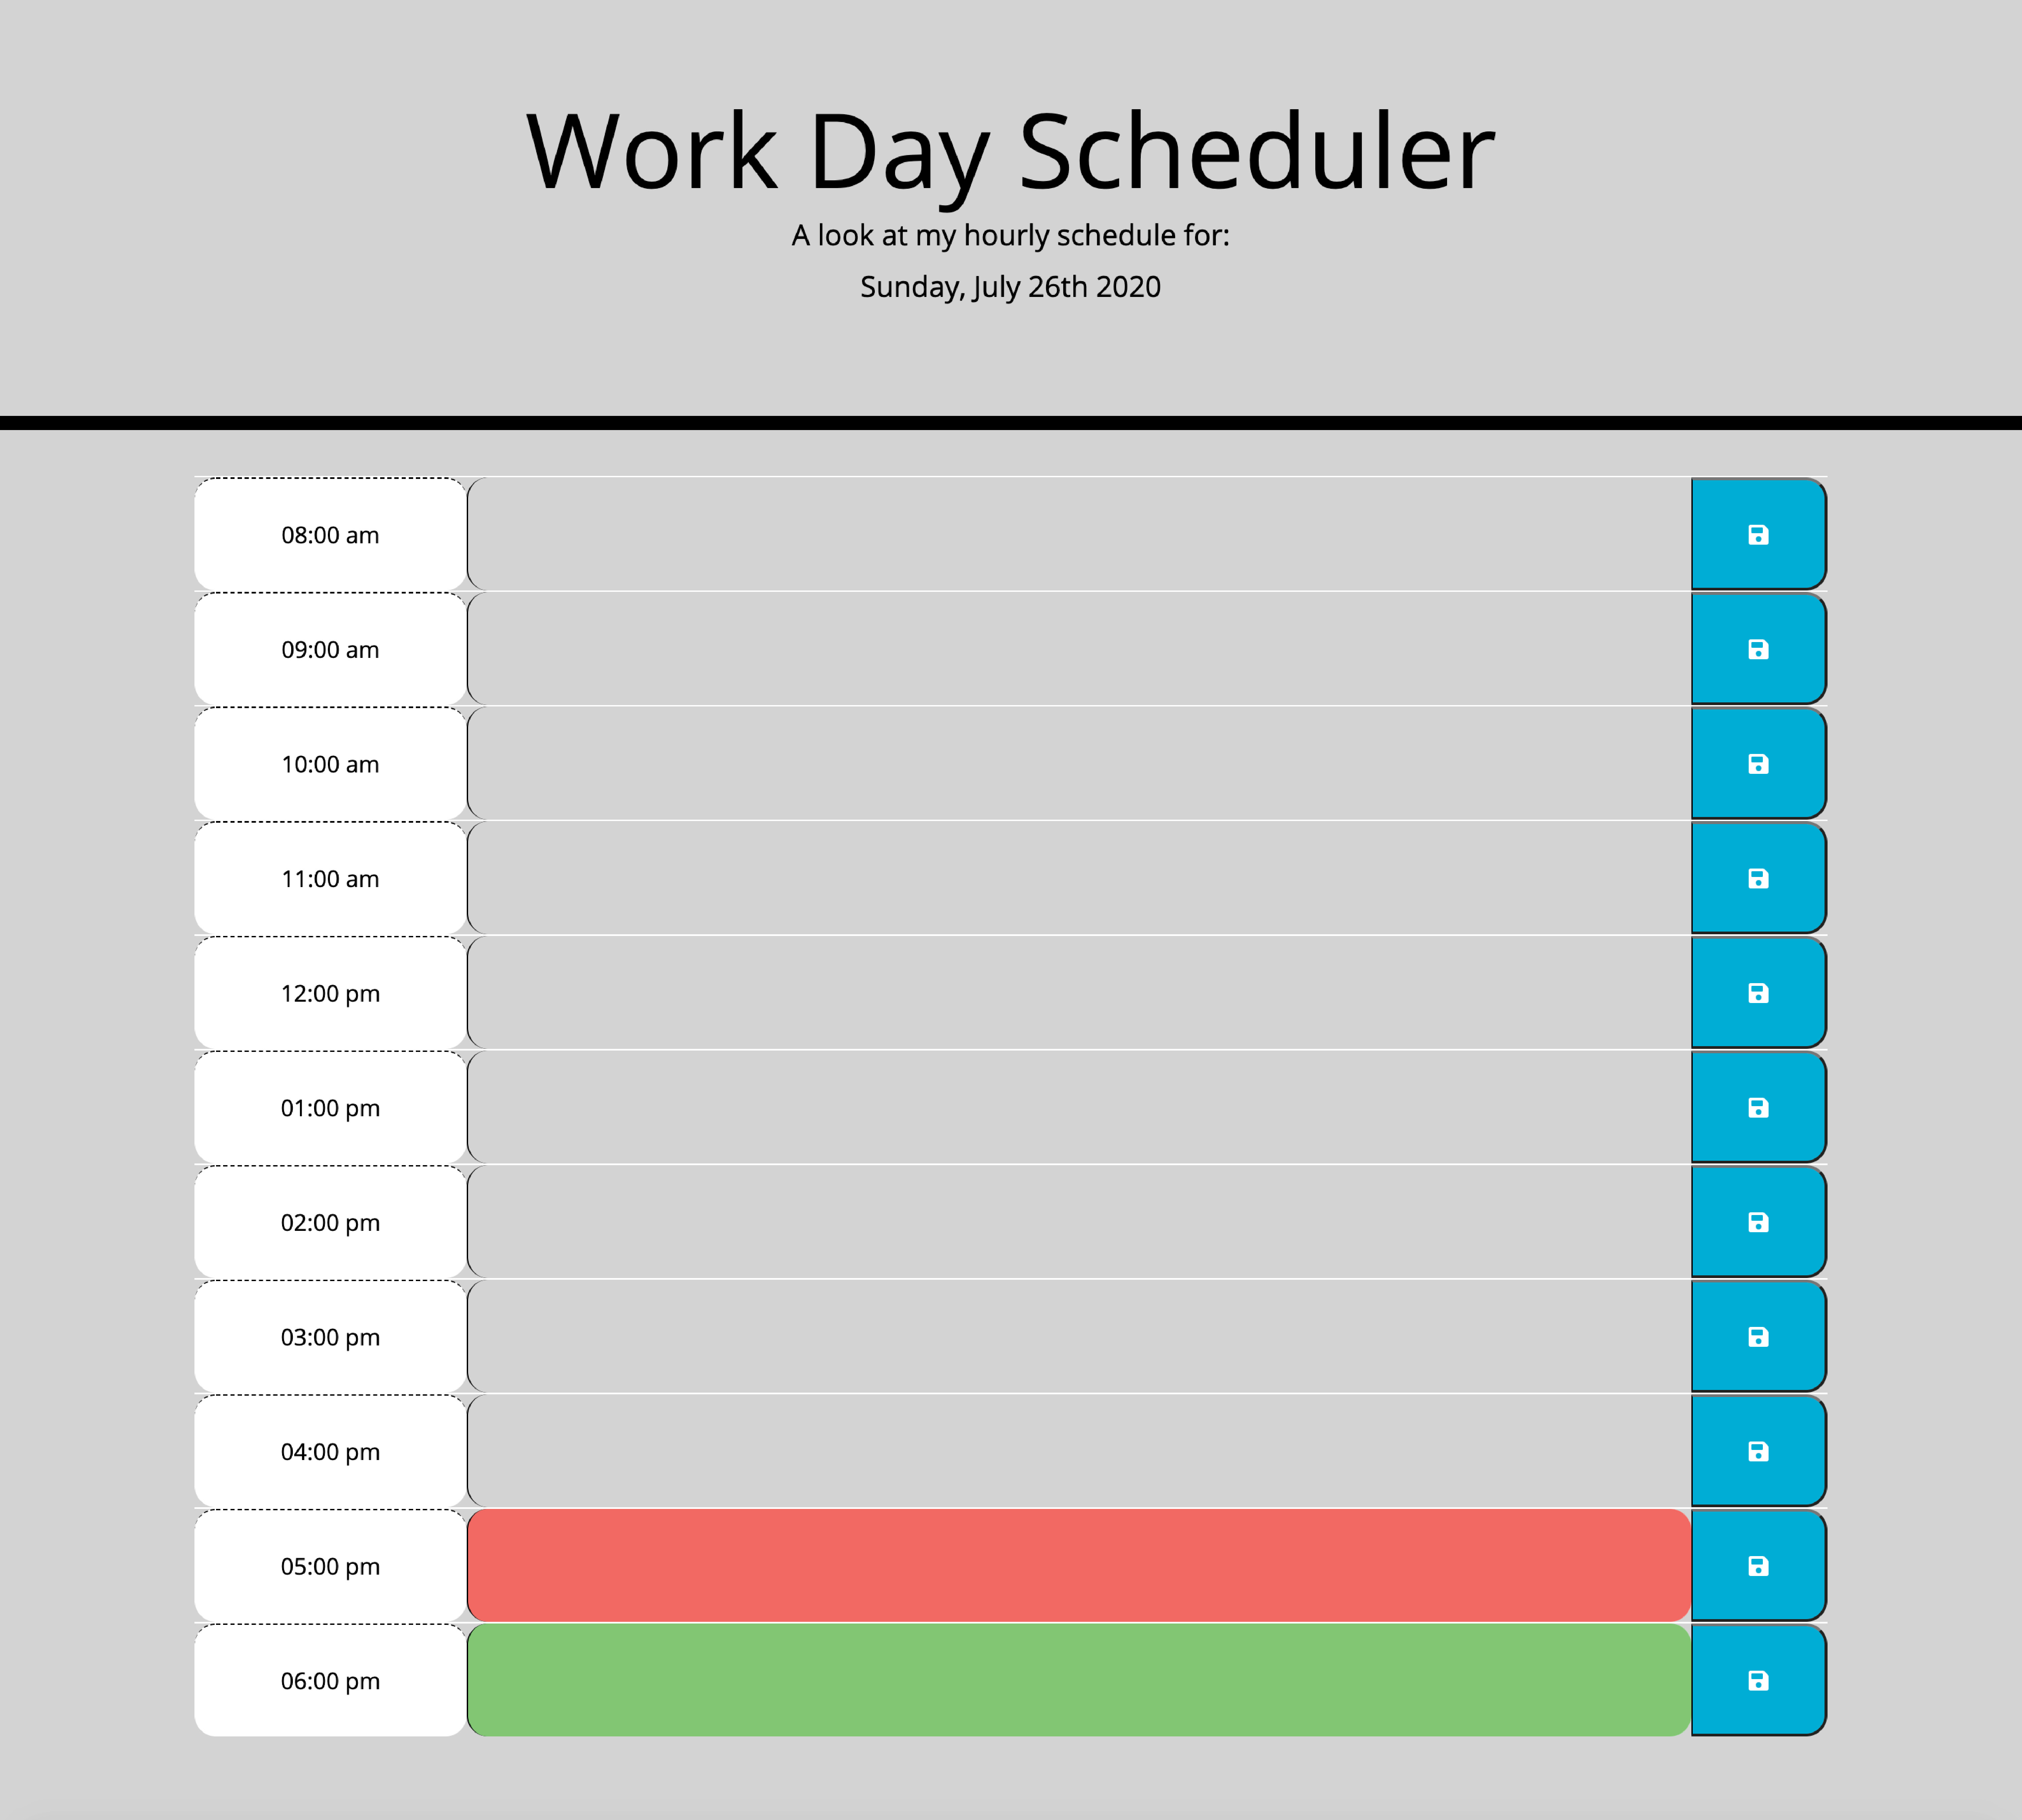 Work Day Scheduler
A look at my hourly schedule for:
Sunday, July 26th 2020
08:00 am
09:00 am
10:00 am
11:00 am
12:00 pm
01:00 pm
02:00 pm
03:00 pm
04:00 pm
05:00 pm
06:00 pm